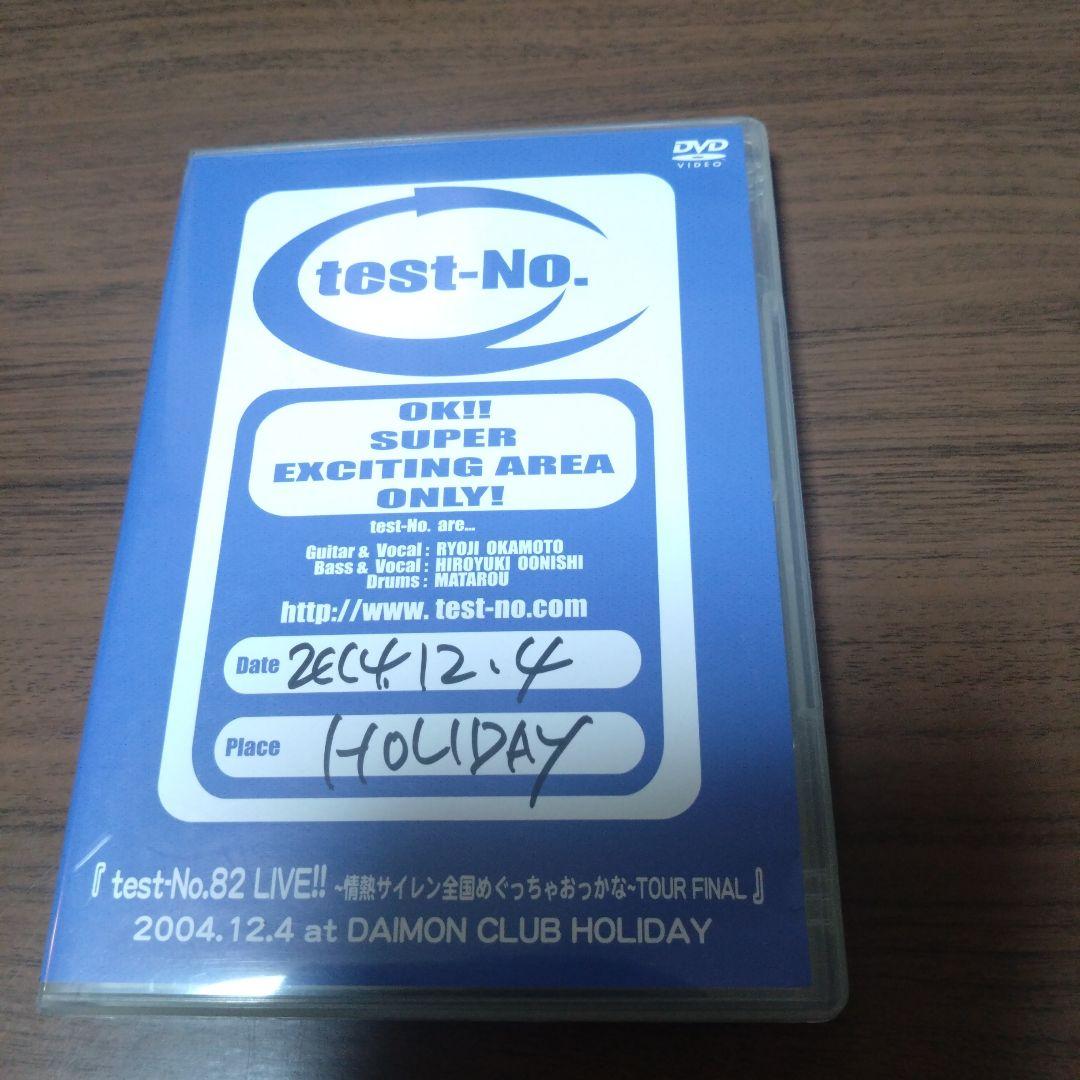 DVD
VIDEO
test-No.
OK!!
SUPER
EXCITING AREA
ONLY!
test-No. are...
Guitar & Vocal : RYOJI OKAMOTO
Bass & Vocal : HIROYUKI OONISHI
Drums : MATAROU
http://www. test-no.com
Date 2004.12.4
Place HOLIDAY
『 test-No.82 LIVE!! ~情熱サイレン全国めぐっちゃおっかな~TOUR FINAL 』
2004.12.4 at DAIMON CLUB HOLIDAY